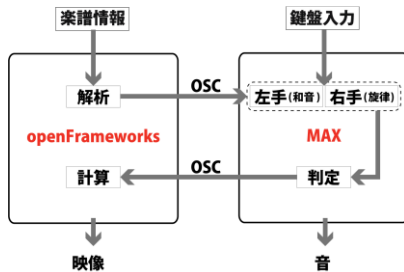 楽譜情報
鍵盤入力
解析
OSC
左手(和音)
右手(旋律)
openFrameworks
MAX
計算
OSC
判定
映像
音